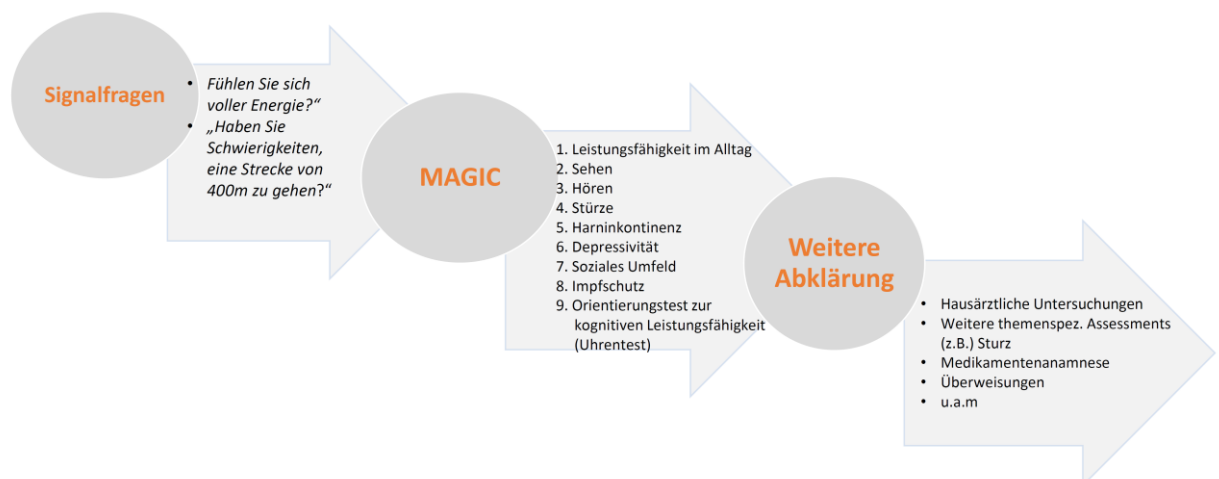 Signalfragen
• Fühlen Sie sich
voller Energie?“
• „Haben Sie
Schwierigkeiten,
eine Strecke von
400m zu gehen?“
MAGIC
1. Leistungsfähigkeit im Alltag
2. Sehen
3. Hören
4. Stürze
5. Harninkontinenz
6. Depressivität
7. Soziales Umfeld
8. Impfschutz
9. Orientierungstest zur
kognitiven Leistungsfähigkeit
(Uhrentest)
Weitere
Abklärung
• Hausärztliche Untersuchungen
• Weitere themenspez. Assessments
(z.B.) Sturz
• Medikamentenanamnese
• Überweisungen
• u.a.m